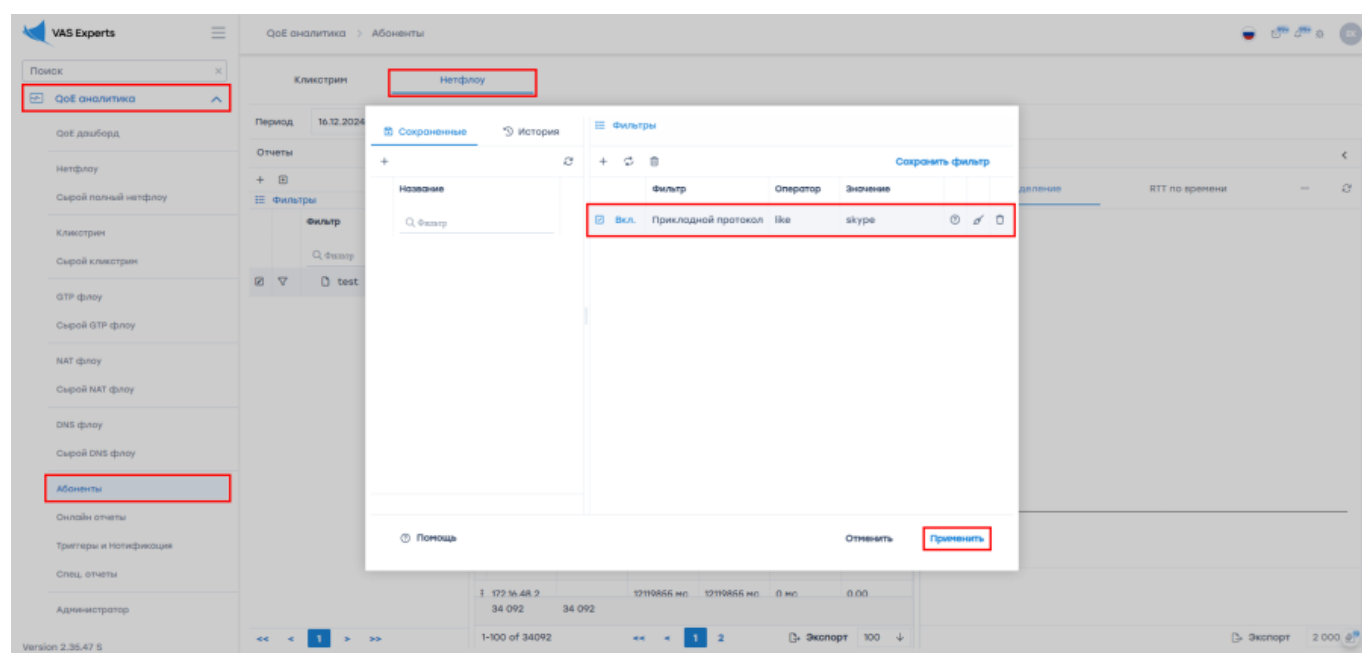 VAS Experts
QoE аналитика > Абоненты
Поиск
QoE аналитика
QoE дашборд
Нетфлоу
Сырой полный нетфлоу
Кликстрим
Сырой кликстрим
GTP флоу
Сырой GTP флоу
NAT флоу
Сырой NAT флоу
DNS флоу
Сырой DNS флоу
Абоненты
Онлайн отчеты
Триггеры и Нотификация
Спец. отчеты
Администратор
Version 2.35.47 S
Кликстрим Нетфлоу
Период 16.12.2024
Отчеты
Фильтры
Фильтр
Фильтр
test
Сохраненные История
Название
Фильтр
Фильтры
Сохранить фильтр
Фильтр Оператор Значение
Вкл. Прикладной протокол like skype
Помощь
Отменить Применить
деление RTT по времени
172.16.48.2 12119855 мс 12119855 мс 0 мс 0.00
34 092 34 092
<< < 1 > >>
1-100 of 34092 << < 1 2 Экспорт 100
Экспорт 2 000